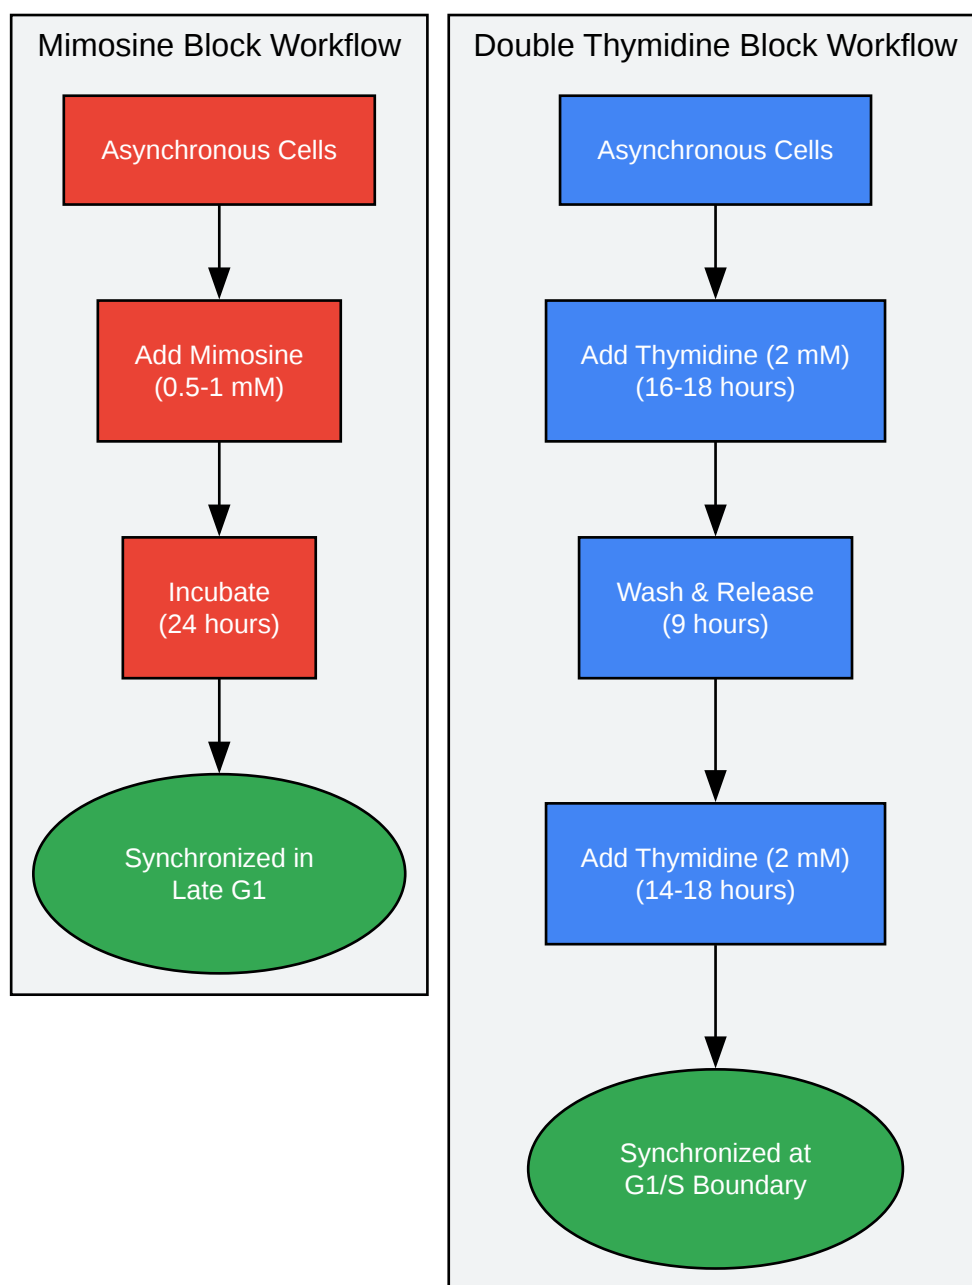 Mimosine Block Workflow
Asynchronous Cells
Add Mimosine
(0.5-1 mM)
Incubate
(24 hours)
Synchronized in
Late G1
Double Thymidine Block Workflow
Asynchronous Cells
Add Thymidine (2 mM)
(16-18 hours)
Wash & Release
(9 hours)
Add Thymidine (2 mM)
(14-18 hours)
Synchronized at
G1/S Boundary